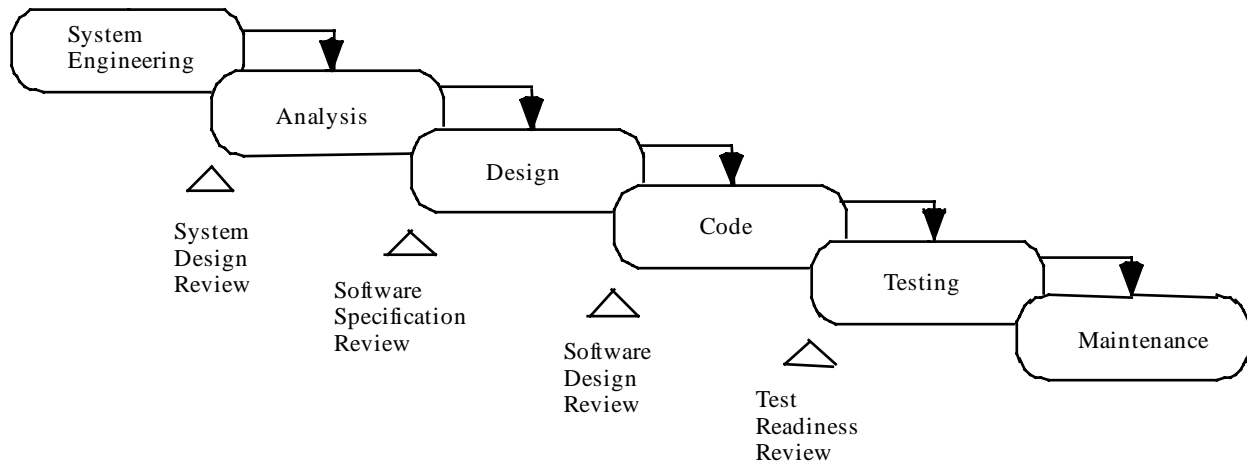 System
Engineering
Analysis
Design
Code
Testing
Maintenance
System
Design
Review
Software
Specification
Review
Software
Design
Review
Test
Readiness
Review